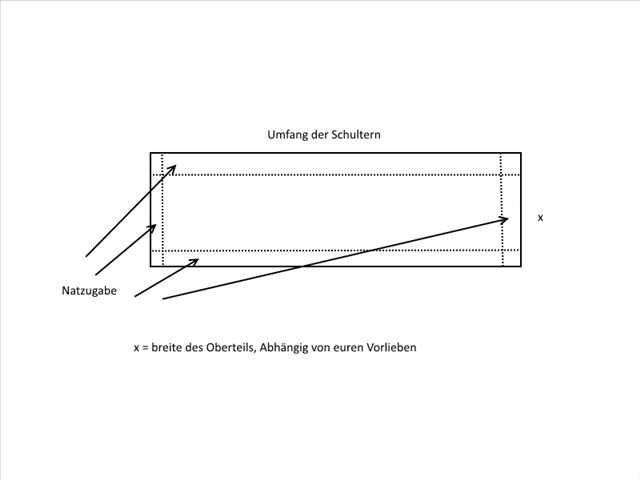 Umfang der Schultern
x
Natzugabe
x = breite des Oberteils, Abhängig von euren Vorlieben